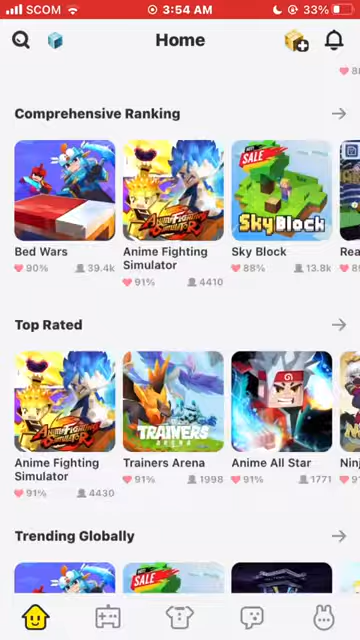 SCOM 3:54 AM 33%
Home
Comprehensive Ranking
SALE
Anime Fighting
Simulator
Sky Block
Bed Wars
90% 39.4k
Anime Fighting
Simulator
91% 4410
Sky Block
88% 13.8k
Rea
Top Rated
Anime Fighting
Simulator
TRAINERS
ARENA
Anime Fighting
Simulator
91% 4430
Trainers Arena
91% 1998
Anime All Star
91% 1771
Ninj
Trending Globally
SALE